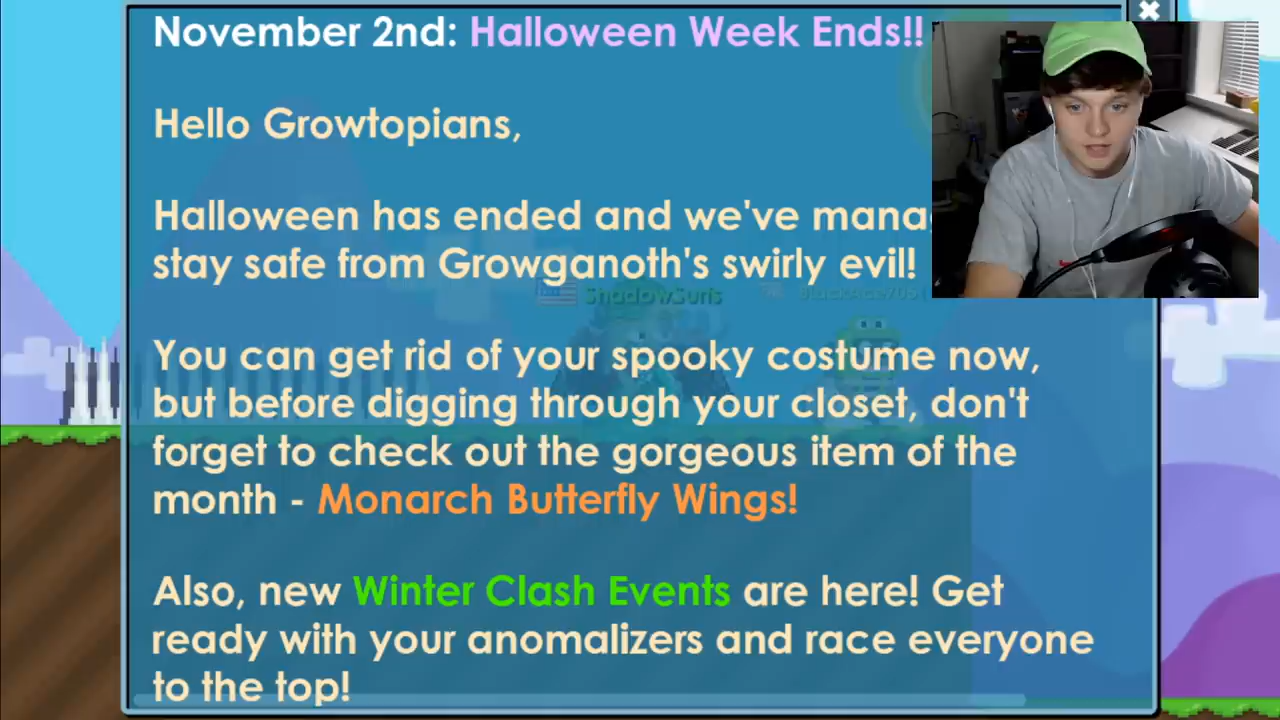 November 2nd: Halloween Week Ends!!
Hello Growtopians,
Halloween has ended and we've
stay safe from Growganoth's swirly evil!
ShadowSuris
You can get rid of your spooky costume now,
but before digging through your closet, don't
forget to check out the gorgeous item of the
month - Monarch Butterfly Wings!
Also, new Winter Clash Events are here! Get
ready with your anomalizers and race everyone
to the top!